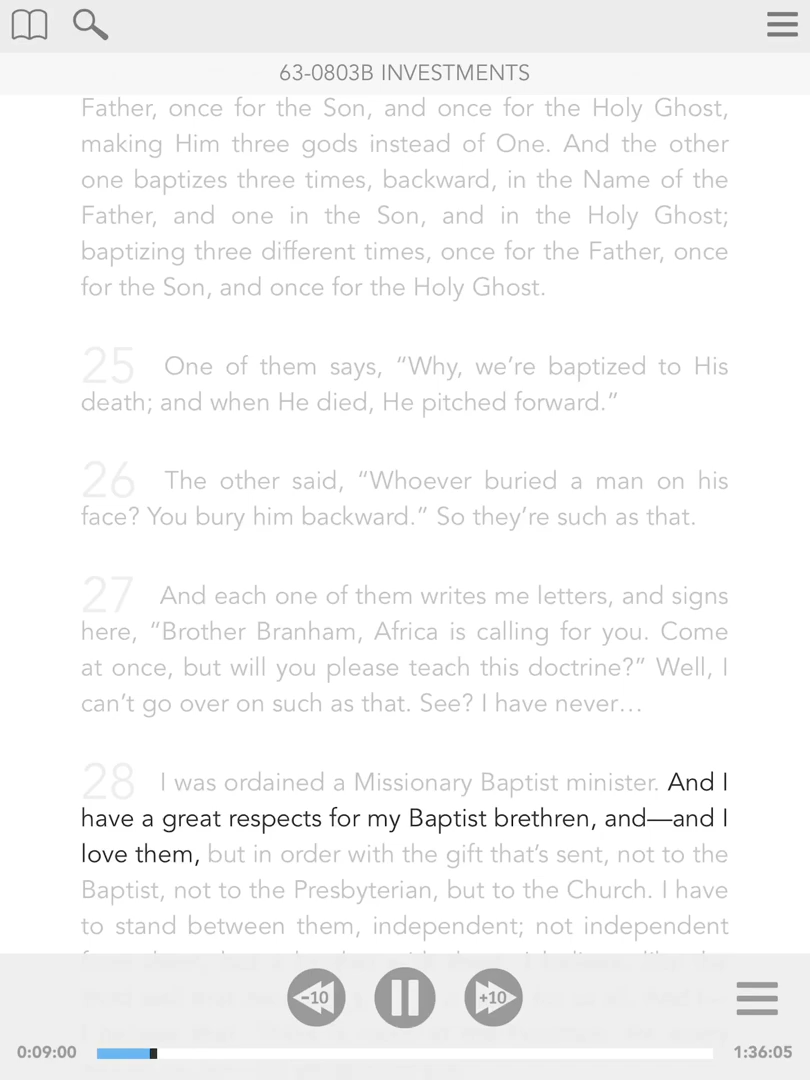 63-0803B INVESTMENTS
Father, once for the Son, and once for the Holy Ghost,
making Him three gods instead of One. And the other
one baptizes three times, backward, in the Name of the
Father, and one in the Son, and in the Holy Ghost;
baptizing three different times, once for the Father, once
for the Son, and once for the Holy Ghost.
25 One of them says, “Why, we’re baptized to His
death; and when He died, He pitched forward.”
26 The other said, “Whoever buried a man on his
face? You bury him backward.” So they’re such as that.
27 And each one of them writes me letters, and signs
here, “Brother Branham, Africa is calling for you. Come
at once, but will you please teach this doctrine?” Well, I
can’t go over on such as that. See? I have never…
28 I was ordained a Missionary Baptist minister. And I
have a great respects for my Baptist brethren, and—and I
love them, but in order with the gift that’s sent, not to the
Baptist, not to the Presbyterian, but to the Church. I have
to stand between them, independent; not independent
-10 +10
0:09:00 1:36:05